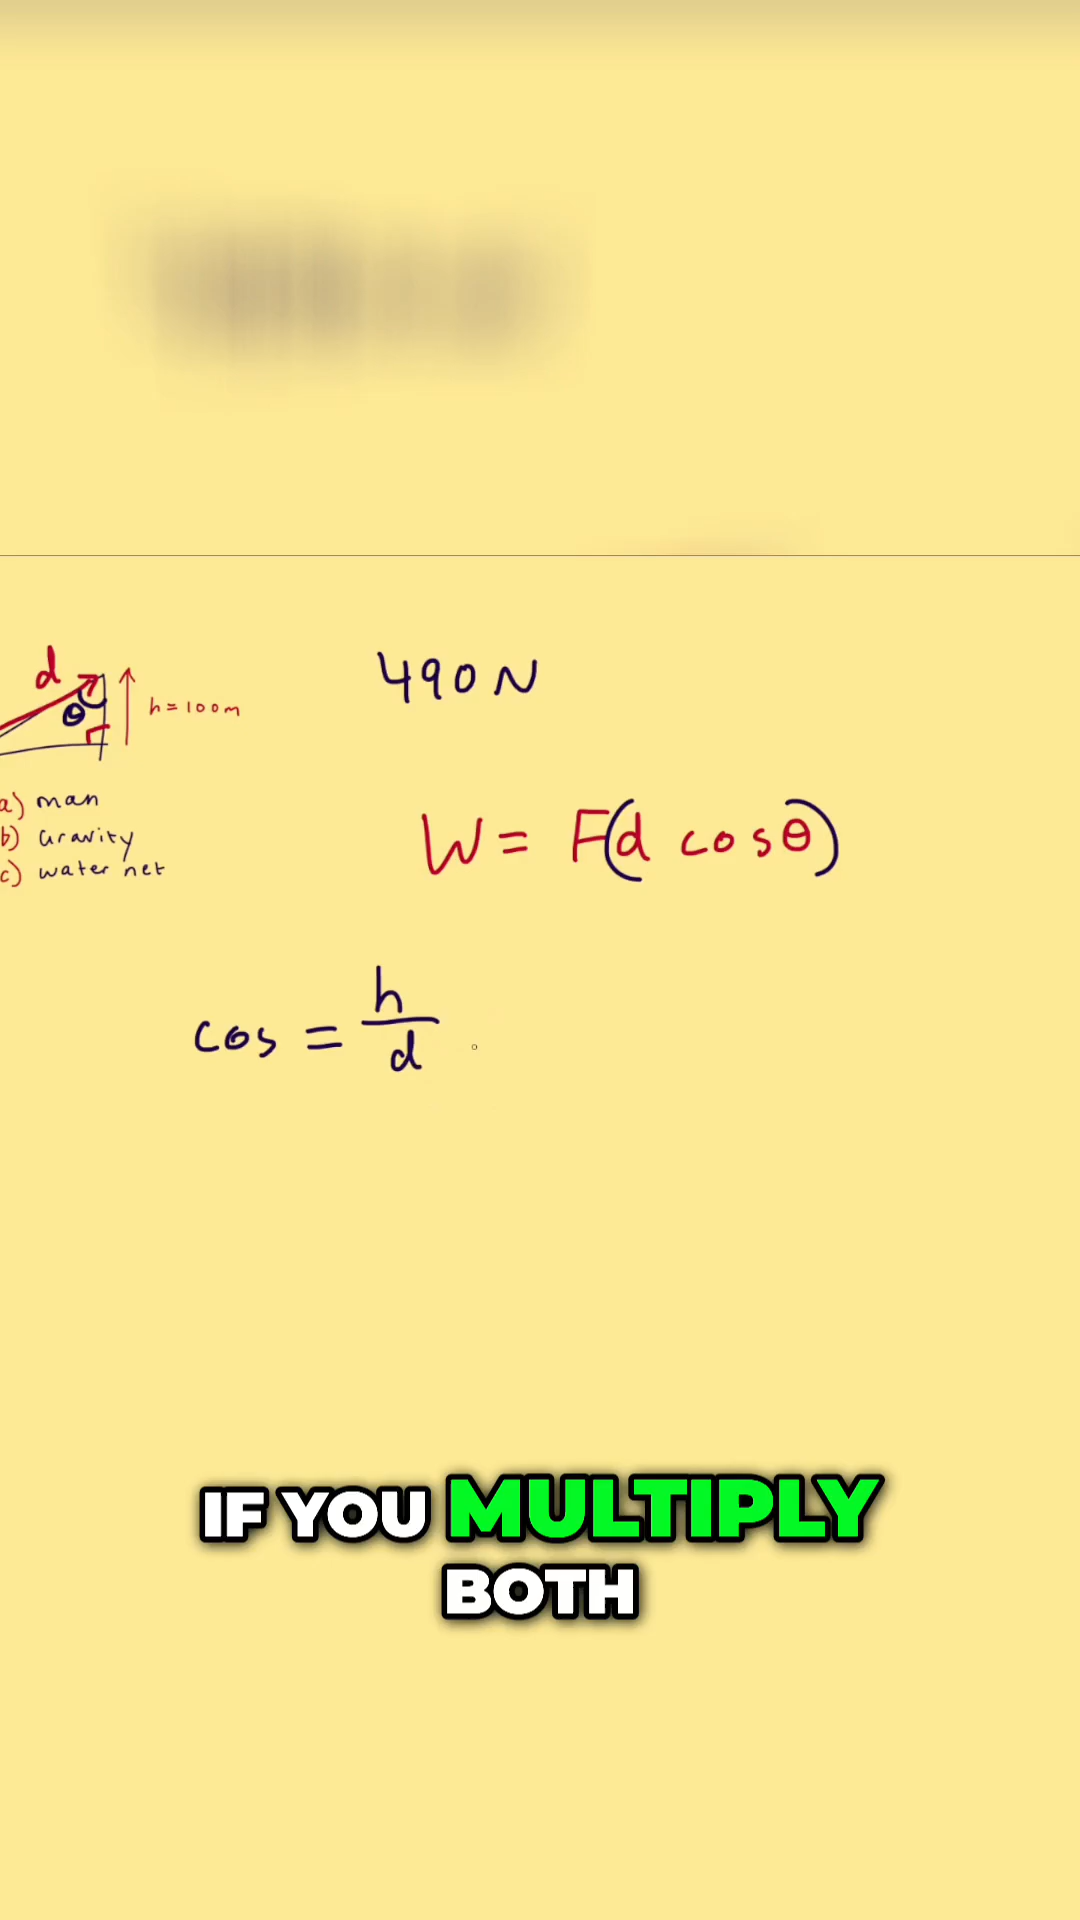 d
490N
θ
h=100m
a) man
b) Gravity
c) water net
W = F(d cosθ)
cos = h/d
IF YOU MULTIPLY
BOTH